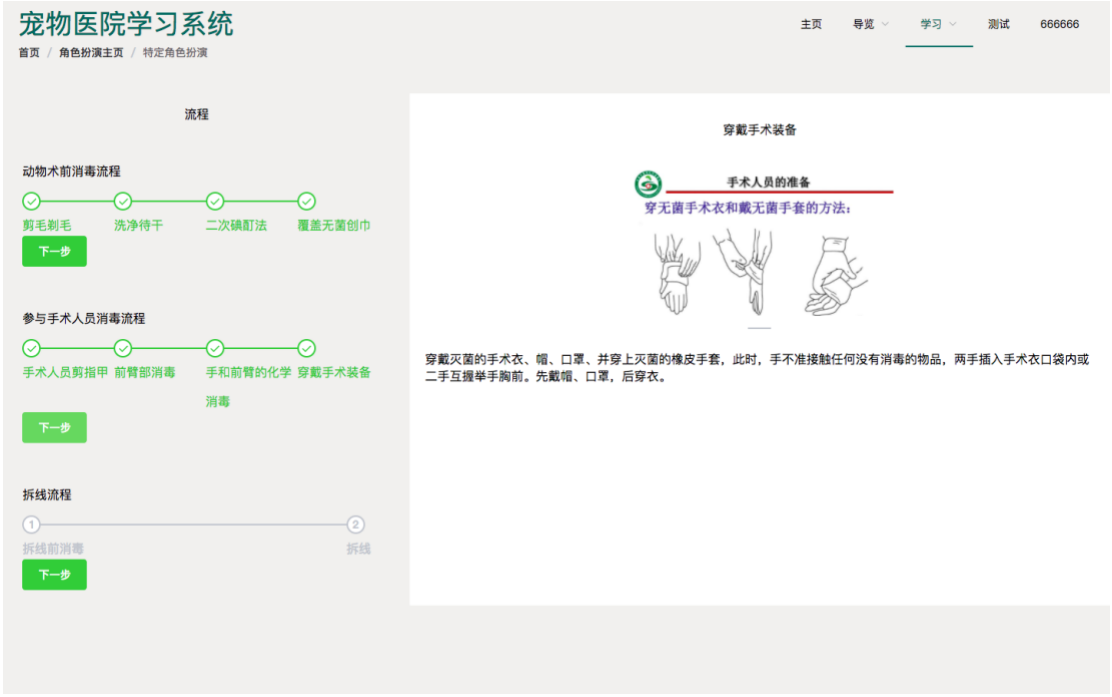 宠物医院学习系统
主页 导览 学习 测试 666666
首页 / 角色扮演主页 / 特定角色扮演
流程
动物术前消毒流程
剪毛剃毛 洗净待干 二次碘酊法 覆盖无菌创巾
下一步
参与手术人员消毒流程
手术人员剪指甲 前臂部消毒 手和前臂的化学 穿戴手术装备
消毒
下一步
拆线流程
1 2
拆线前消毒 拆线
下一步
穿戴手术装备
手术人员的准备
穿无菌手术衣和戴无菌手套的方法:
穿戴灭菌的手术衣、帽、口罩、并穿上灭菌的橡皮手套，此时，手不准接触任何没有消毒的物品，两手插入手术衣口袋内或
二手互握举手胸前。先戴帽、口罩，后穿衣。